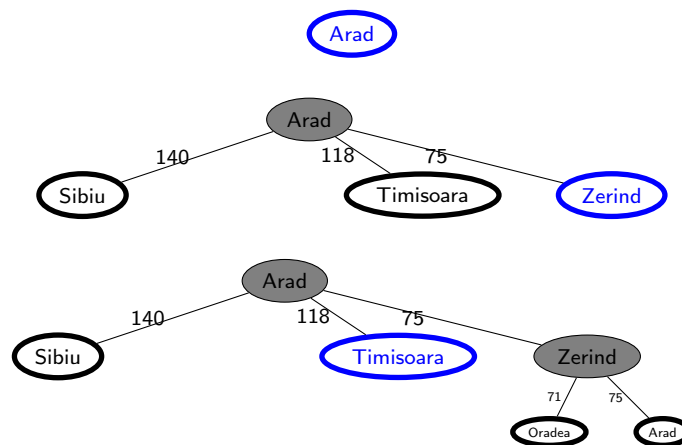 Arad
Arad
140 118 75
Sibiu Timisoara Zerind
Arad
140 118 75
Sibiu Timisoara Zerind
71 75
Oradea Arad